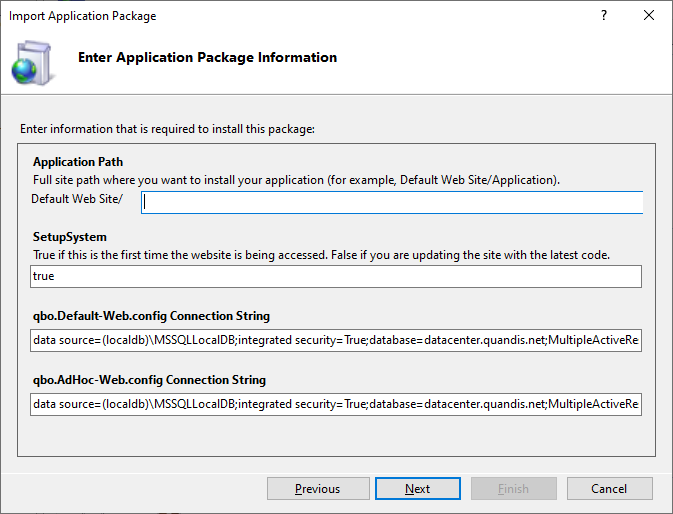 Import Application Package
Enter Application Package Information
Enter information that is required to install this package:
Application Path
Full site path where you want to install your application (for example, Default Web Site/Application).
Default Web Site/
SetupSystem
True if this is the first time the website is being accessed. False if you are updating the site with the latest code.
true
qbo.Default-Web.config Connection String
data source=(localdb)\MSSQLLocalDB;integrated security=True;database=datacenter.quandis.net;MultipleActiveRe
qbo.AdHoc-Web.config Connection String
data source=(localdb)\MSSQLLocalDB;integrated security=True;database=datacenter.quandis.net;MultipleActiveRe
Previous Next Finish Cancel